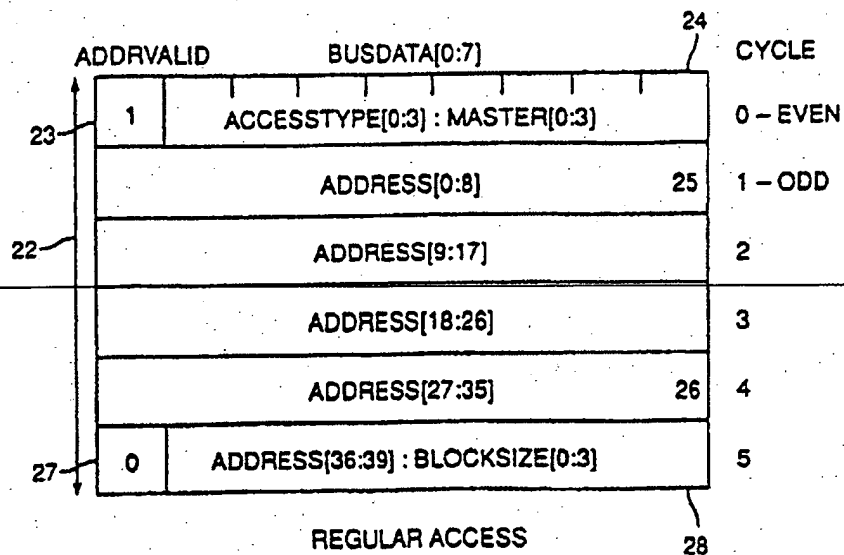 24
ADDRVALID BUSDATA[0:7] CYCLE
23 1 ACCESSTYPE[0:3] : MASTER[0:3] 0 – EVEN
ADDRESS[0:8] 25 1 – ODD
22 ADDRESS[9:17] 2
ADDRESS[18:26] 3
ADDRESS[27:35] 26 4
27 0 ADDRESS[36:39] : BLOCKSIZE[0:3] 5
REGULAR ACCESS 28